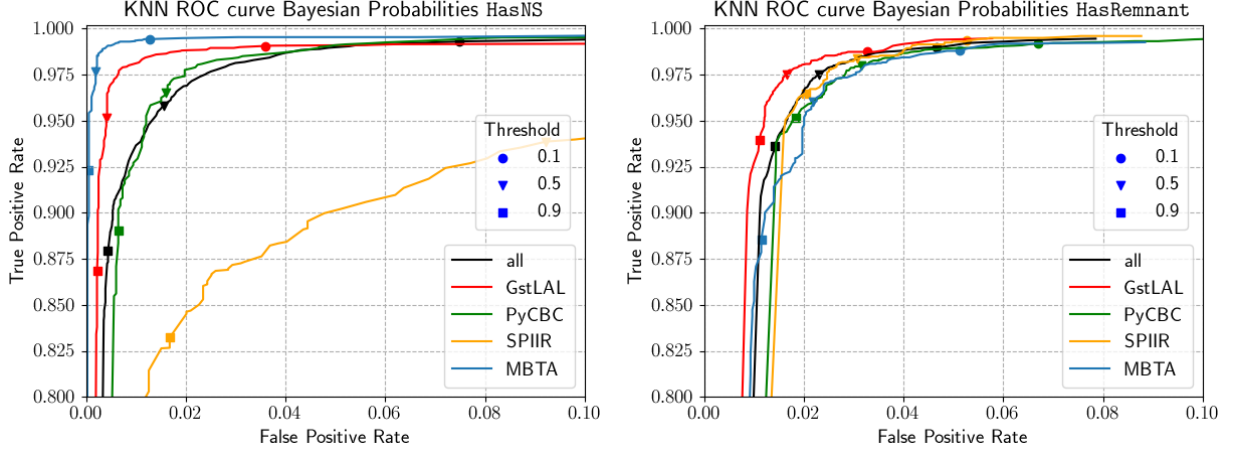 KNN ROC curve Bayesian Probabilities HasNS
1.000
0.975
0.950
0.925
0.900
0.875
0.850
0.825
0.800
True Positive Rate
0.00 0.02 0.04 0.06 0.08 0.10
False Positive Rate
Threshold
0.1
0.5
0.9
all
GstLAL
PyCBC
SPIIR
MBTA
KNN ROC curve Bayesian Probabilities HasRemnant
1.000
0.975
0.950
0.925
0.900
0.875
0.850
0.825
0.800
True Positive Rate
0.00 0.02 0.04 0.06 0.08 0.10
False Positive Rate
Threshold
0.1
0.5
0.9
all
GstLAL
PyCBC
SPIIR
MBTA